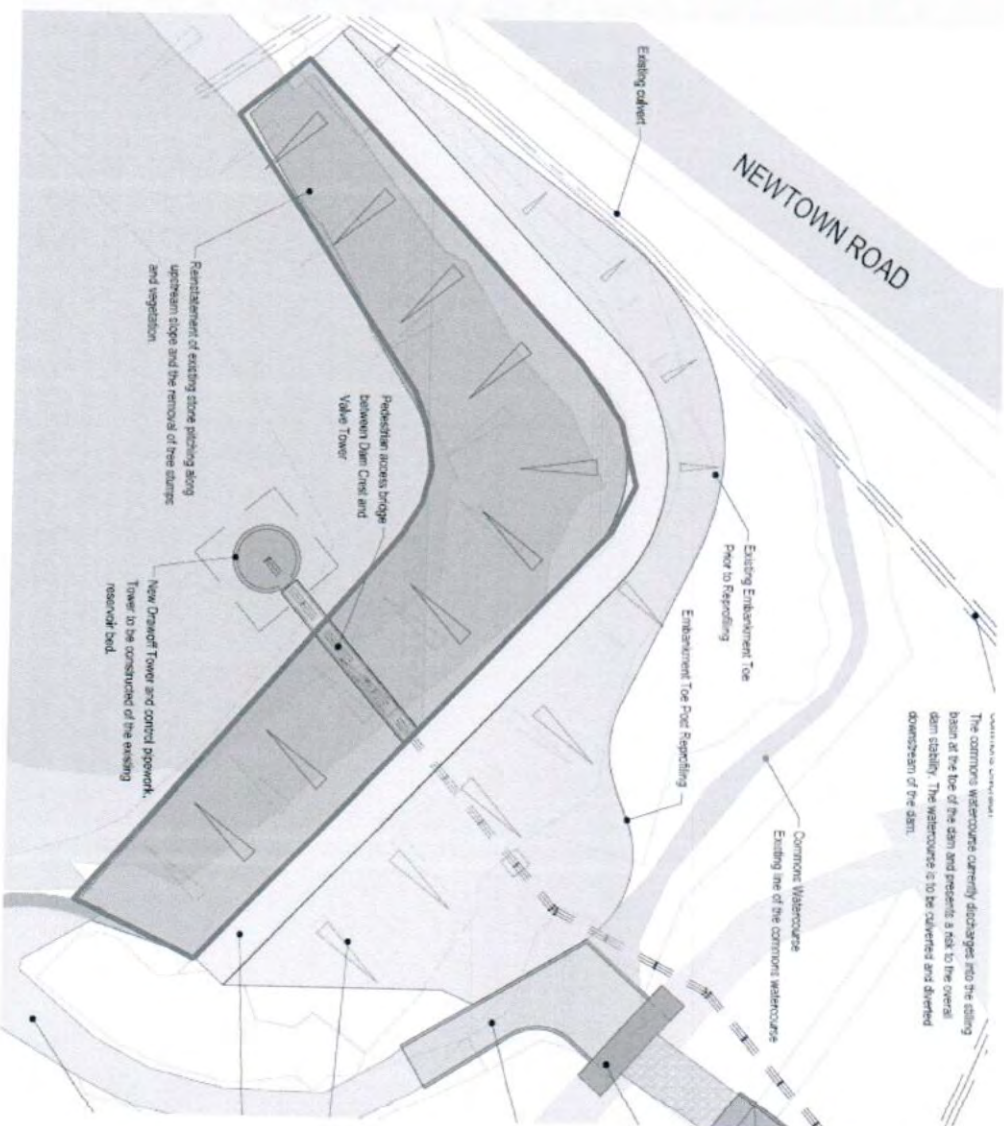 NEWTOWN ROAD
Existing culvert
The commons watercourse currently discharges into the stilling
basin at the toe of the dam and presents a risk to the overall
dam stability. The watercourse is to be culverted and diverted
downstream of the dam.
Existing Embankment Toe
Prior to Reprofiling
Embankment Toe Post Reprofiling
Commons Watercourse
Existing line of the commons watercourse
Pedestrian access bridge
between Dam Crest and
Valve Tower
Reinstatement of existing stone pitching along
upstream slope and the removal of tree stumps
and vegetation.
New Drawoff Tower and control pipework.
Tower to be constructed of the existing
reservoir bed.